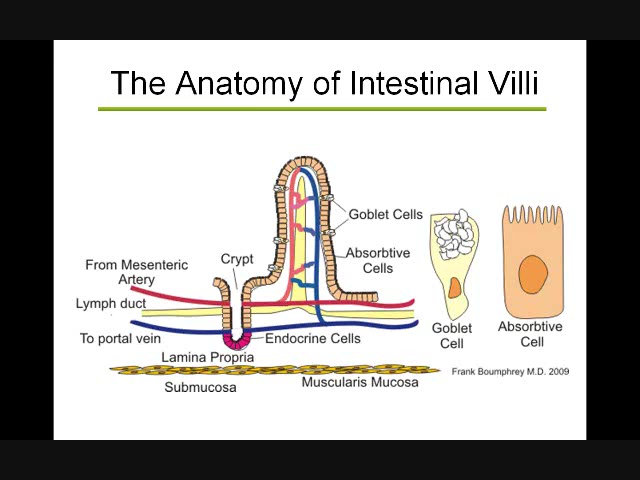 The Anatomy of Intestinal Villi
Goblet Cells
Absorbtive
Cells
Crypt
From Mesenteric
Artery
Lymph duct
To portal vein
Endocrine Cells
Lamina Propria
Submucosa
Muscularis Mucosa
Goblet
Cell
Absorbtive
Cell
Frank Boumphrey M.D. 2009